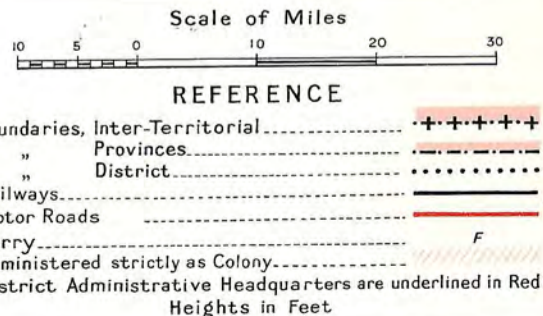 Scale of Miles
10 5 0 10 20 30
REFERENCE
undaries, Inter-Territorial
„ Provinces
„ District
ilways
otor Roads
rry F
ministered strictly as Colony
strict Administrative Headquarters are underlined in Red
Heights in Feet